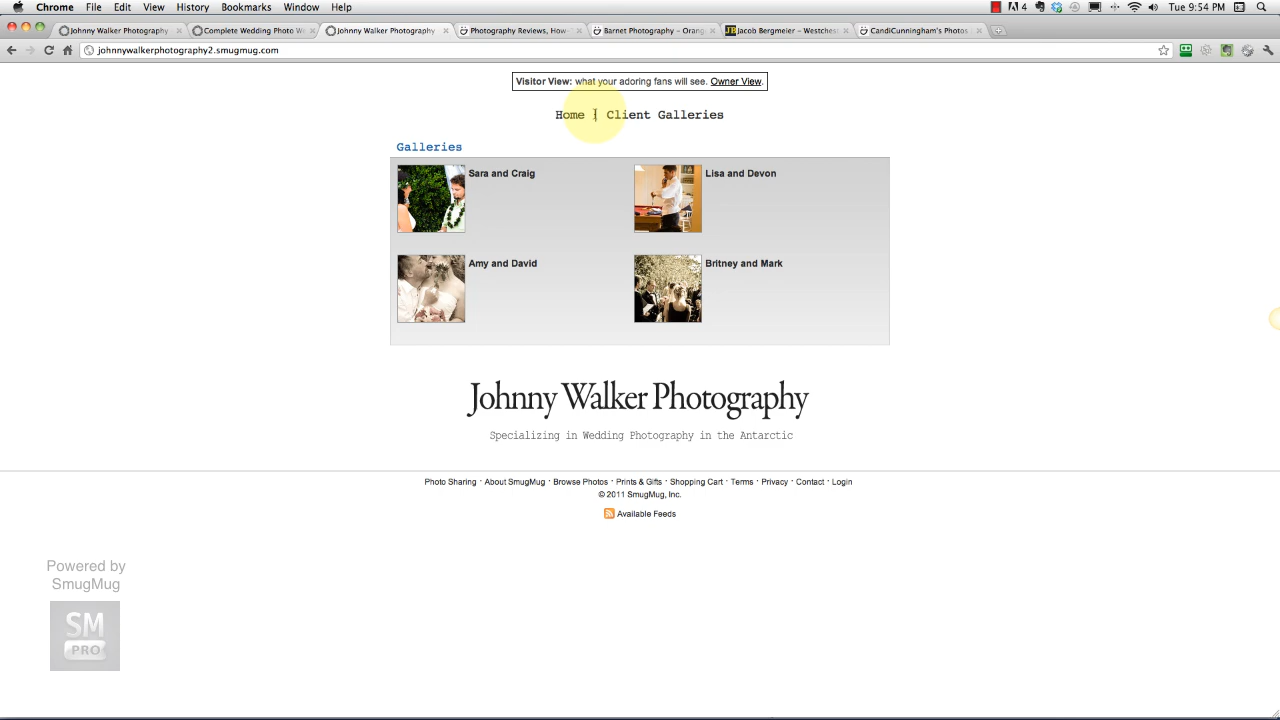 Chrome File Edit View History Bookmarks Window Help 4 Tue 9:54 PM
Johnny Walker Photography Complete Wedding Photo W Johnny Walker Photography Photography Reviews, How- Barnet Photography – Orang Jacob Bergmeier – Westches CandiCunningham's Photos
johnnywalkerphotography2.smugmug.com
Visitor View: what your adoring fans will see. Owner View.
Home | Client Galleries
Galleries
Sara and Craig
Lisa and Devon
Amy and David
Britney and Mark
Johnny Walker Photography
Specializing in Wedding Photography in the Antarctic
Photo Sharing · About SmugMug · Browse Photos · Prints & Gifts · Shopping Cart · Terms · Privacy · Contact · Login
© 2011 SmugMug, Inc.
Available Feeds
Powered by
SmugMug
SM
PRO